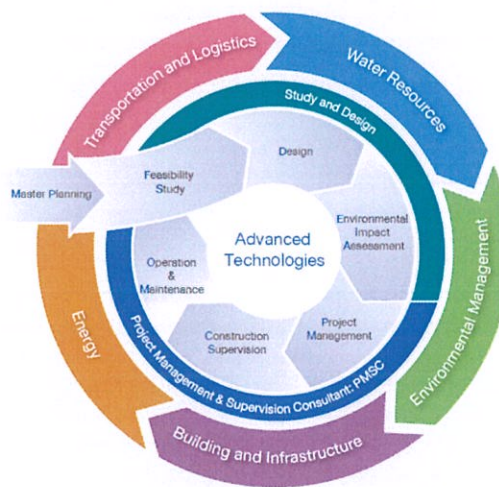 Transportation and Logistics
Water Resources
Environmental Management
Building and Infrastructure
Energy
Study and Design
Project Management & Supervision Consultant: PMSC
Master Planning
Feasibility
Study
Design
Environmental
Impact
Assessment
Project
Management
Construction
Supervision
Operation
&
Maintenance
Advanced
Technologies